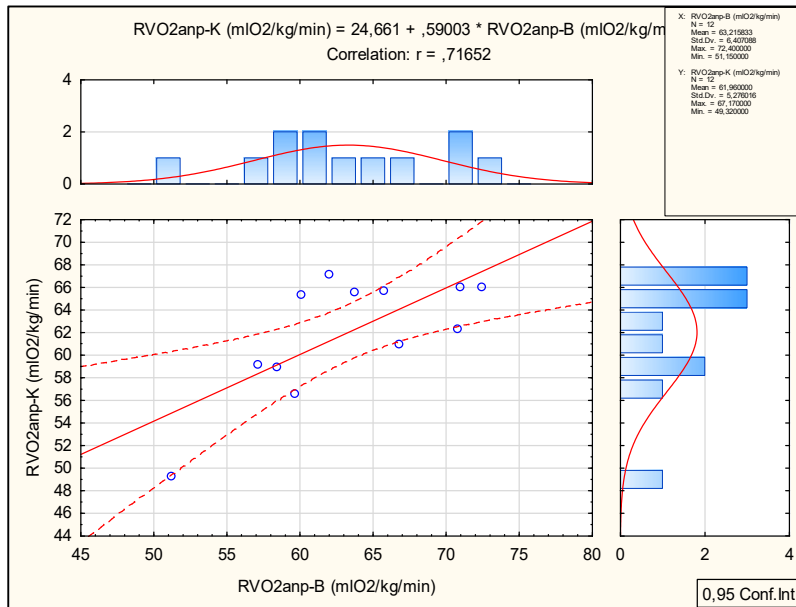 RVO2anp-K (mlO2/kg/min) = 24,661 + ,59003 * RVO2anp-B (mlO2/kg/m
Correlation: r = ,71652
X: RVO2anp-B (mlO2/kg/min)
N = 12
Mean = 63,215833
Std.Dv. = 6,407088
Max. = 72,400000
Min. = 51,150000
Y: RVO2anp-K (mlO2/kg/min)
N = 12
Mean = 61,960000
Std.Dv. = 5,276016
Max. = 67,170000
Min. = 49,320000
4
2
0
72
70
68
66
64
62
60
58
56
54
52
50
48
46
44
RVO2anp-K (mlO2/kg/min)
45 50 55 60 65 70 75 80
RVO2anp-B (mlO2/kg/min)
0 2 4
0,95 Conf.Int